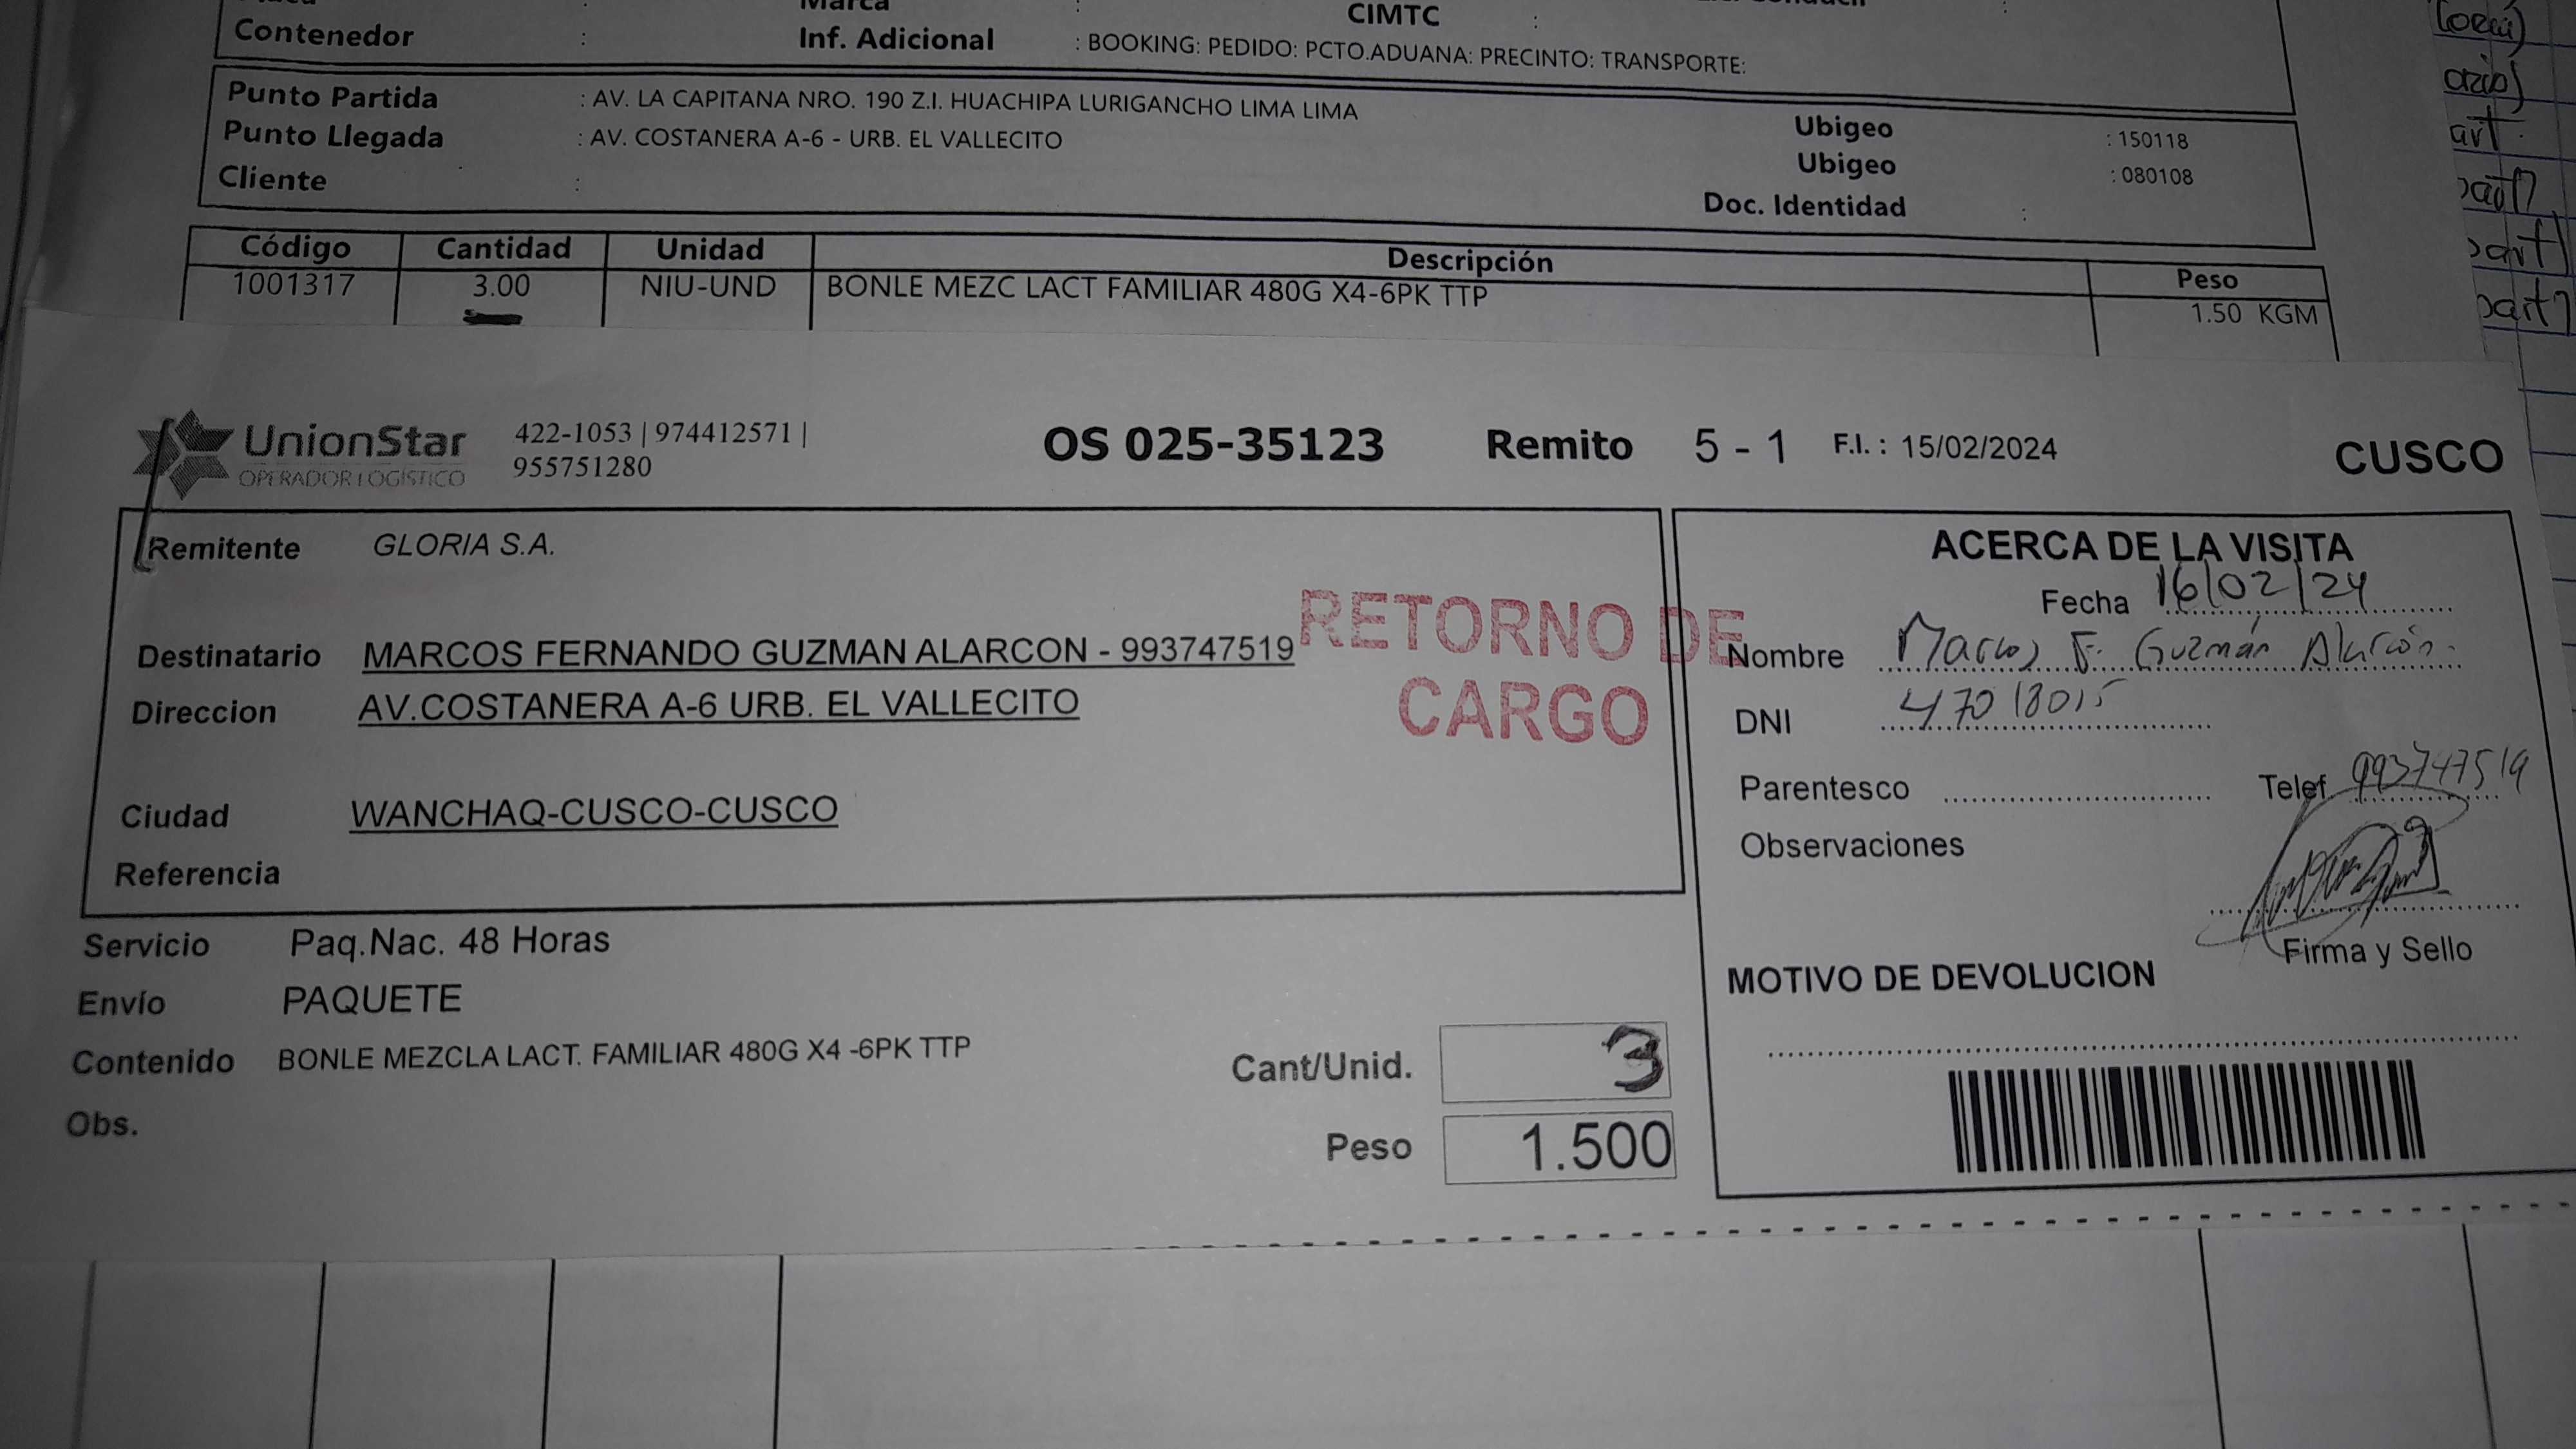 CIMTC :
Contenedor : Inf. Adicional : BOOKING: PEDIDO: PCTO.ADUANA: PRECINTO: TRANSPORTE:
Punto Partida : AV. LA CAPITANA NRO. 190 Z.I. HUACHIPA LURIGANCHO LIMA LIMA
Ubigeo : 150118
Punto Llegada : AV. COSTANERA A-6 - URB. EL VALLECITO
Ubigeo : 080108
Cliente :
Doc. Identidad :
Código Cantidad Unidad Descripción Peso
1001317 3.00 NIU-UND BONLE MEZC LACT FAMILIAR 480G X4-6PK TTP 1.50 KGM
UnionStar
OPERADOR LOGÍSTICO
422-1053 | 974412571 |
955751280
OS 025-35123 Remito 5 - 1 F.I. : 15/02/2024 CUSCO
Remitente GLORIA S.A.
Destinatario MARCOS FERNANDO GUZMAN ALARCON - 993747519
Direccion AV.COSTANERA A-6 URB. EL VALLECITO
Ciudad WANCHAQ-CUSCO-CUSCO
Referencia
RETORNO DE
CARGO
ACERCA DE LA VISITA
Fecha 16/02/24
Nombre Marcos F. Guzmán Alarcón.
DNI 47018015
Parentesco
Telef. 993747519
Observaciones
Firma y Sello
MOTIVO DE DEVOLUCION
Servicio Paq.Nac. 48 Horas
Envío PAQUETE
Contenido BONLE MEZCLA LACT. FAMILIAR 480G X4 -6PK TTP
Obs.
Cant/Unid. 3
Peso 1.500